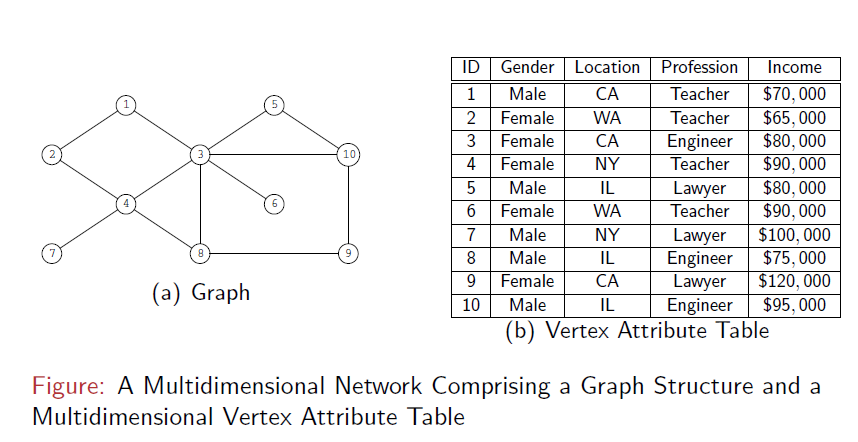 1
5
2
3
10
4
6
7
8
9
(a) Graph
ID Gender Location Profession Income
1 Male CA Teacher $70,000
2 Female WA Teacher $65,000
3 Female CA Engineer $80,000
4 Female NY Teacher $90,000
5 Male IL Lawyer $80,000
6 Female WA Teacher $90,000
7 Male NY Lawyer $100,000
8 Male IL Engineer $75,000
9 Female CA Lawyer $120,000
10 Male IL Engineer $95,000
(b) Vertex Attribute Table
Figure: A Multidimensional Network Comprising a Graph Structure and a
Multidimensional Vertex Attribute Table